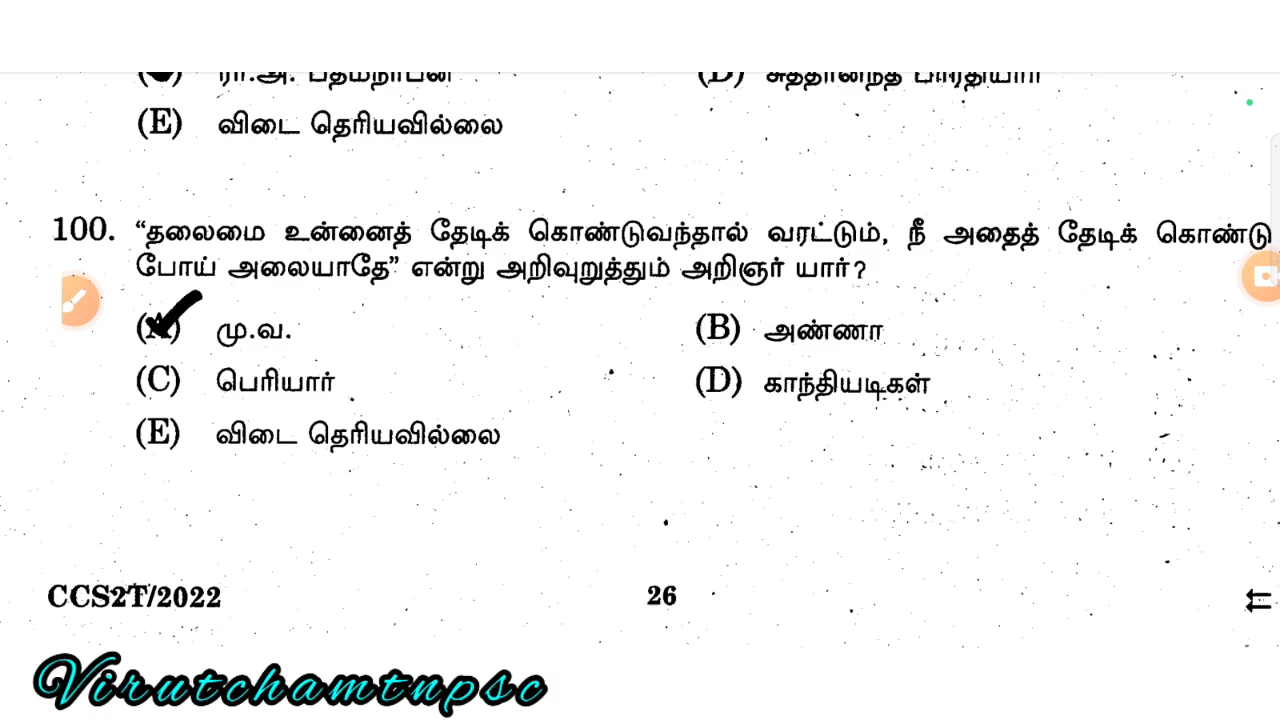 (E) விடை தெரியவில்லை
100. “தலைமை உன்னைத் தேடிக் கொண்டுவந்தால் வரட்டும், நீ அதைத் தேடிக் கொண்டு
போய் அலையாதே” என்று அறிவுறுத்தும் அறிஞர் யார்?
(A) மு.வ. (B) அண்ணா
(C) பெரியார் (D) காந்தியடிகள்
(E) விடை தெரியவில்லை
CCS2T/2022 26
Virutchamtnpsc